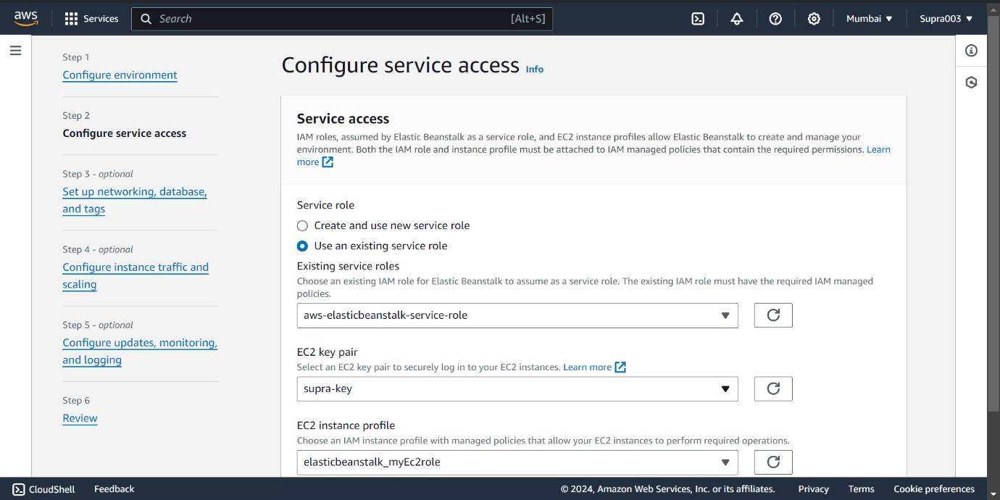 aws
Services
Search
[Alt+S]
Mumbai
Supra003
Step 1
Configure environment
Step 2
Configure service access
Step 3 - optional
Set up networking, database,
and tags
Step 4 - optional
Configure instance traffic and
scaling
Step 5 - optional
Configure updates, monitoring,
and logging
Step 6
Review
Configure service access Info
Service access
IAM roles, assumed by Elastic Beanstalk as a service role, and EC2 instance profiles allow Elastic Beanstalk to create and manage your
environment. Both the IAM role and instance profile must be attached to IAM managed policies that contain the required permissions. Learn
more
Service role
Create and use new service role
Use an existing service role
Existing service roles
Choose an existing IAM role for Elastic Beanstalk to assume as a service role. The existing IAM role must have the required IAM managed
policies.
aws-elasticbeanstalk-service-role
EC2 key pair
Select an EC2 key pair to securely log in to your EC2 instances. Learn more
supra-key
EC2 instance profile
Choose an IAM instance profile with managed policies that allow your EC2 instances to perform required operations.
elasticbeanstalk_myEc2role
CloudShell
Feedback
© 2024, Amazon Web Services, Inc. or its affiliates.
Privacy
Terms
Cookie preferences